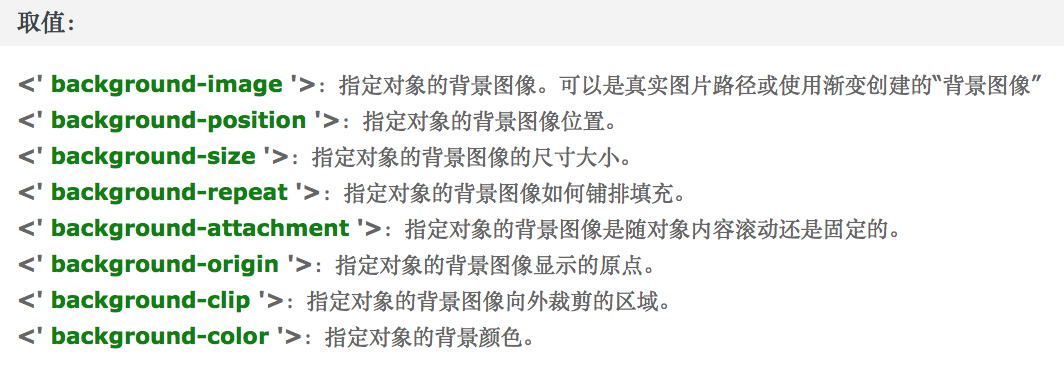 取值：
<' background-image '>：指定对象的背景图像。可以是真实图片路径或使用渐变创建的“背景图像”
<' background-position '>：指定对象的背景图像位置。
<' background-size '>：指定对象的背景图像的尺寸大小。
<' background-repeat '>：指定对象的背景图像如何铺排填充。
<' background-attachment '>：指定对象的背景图像是随对象内容滚动还是固定的。
<' background-origin '>：指定对象的背景图像显示的原点。
<' background-clip '>：指定对象的背景图像向外裁剪的区域。
<' background-color '>：指定对象的背景颜色。